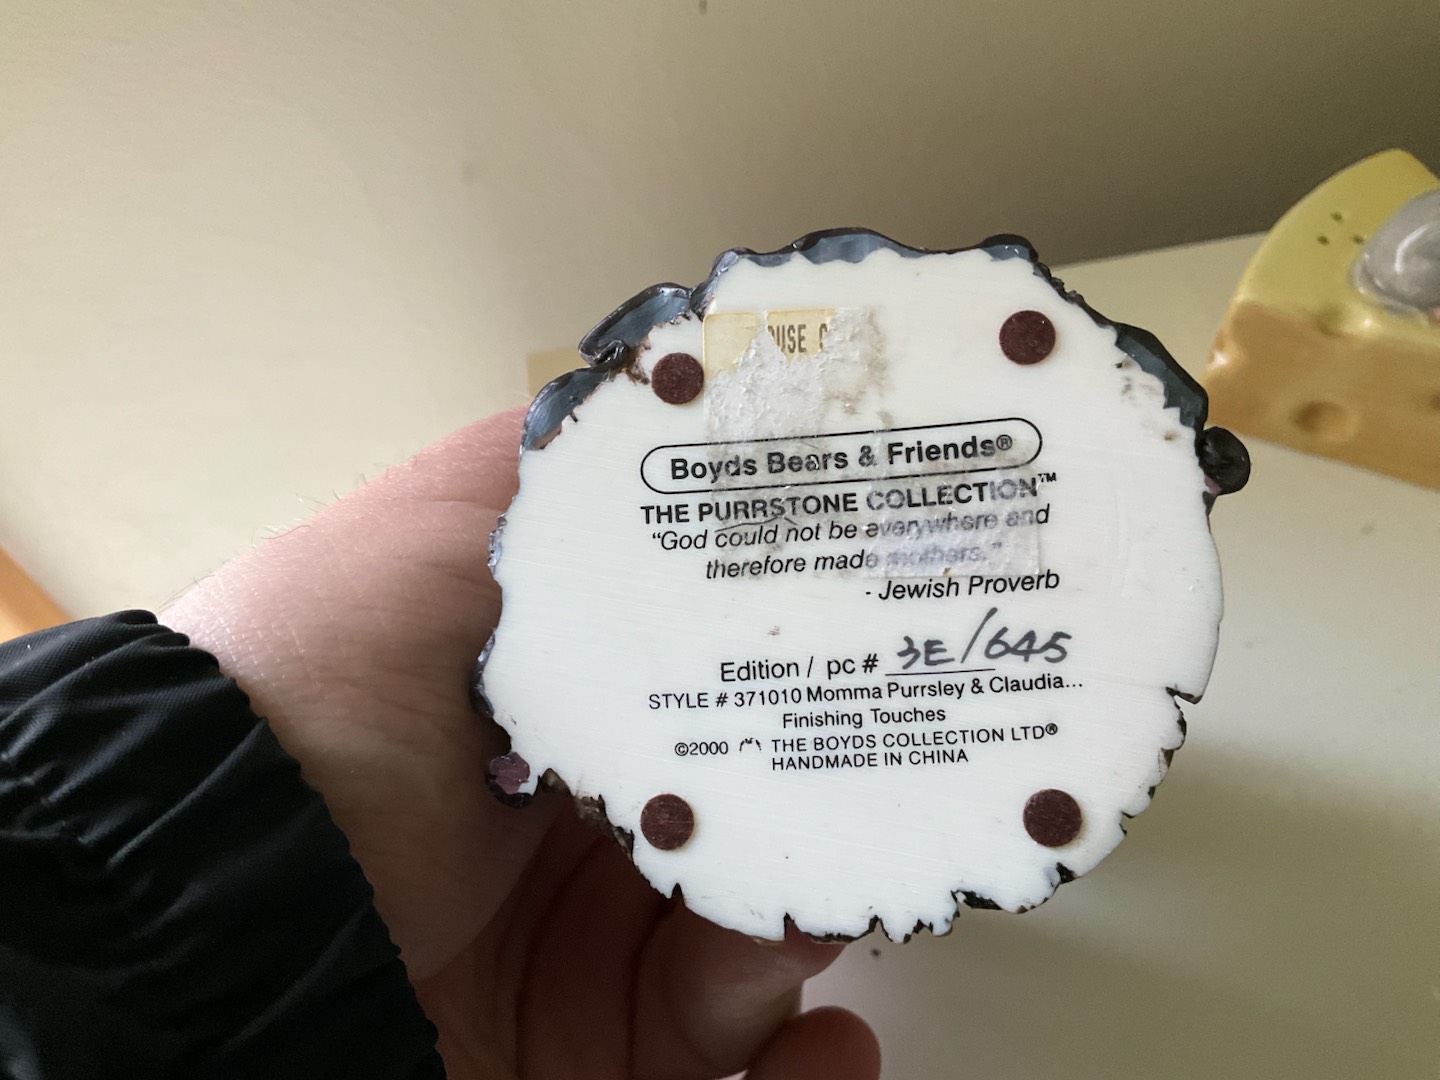 Boyds Bears & Friends®
THE PURRSTONE COLLECTION™
“God could not be everywhere and
therefore made mothers.”
- Jewish Proverb
Edition / pc # 3E/645
STYLE # 371010 Momma Purrsley & Claudia...
Finishing Touches
©2000 THE BOYDS COLLECTION LTD®
HANDMADE IN CHINA